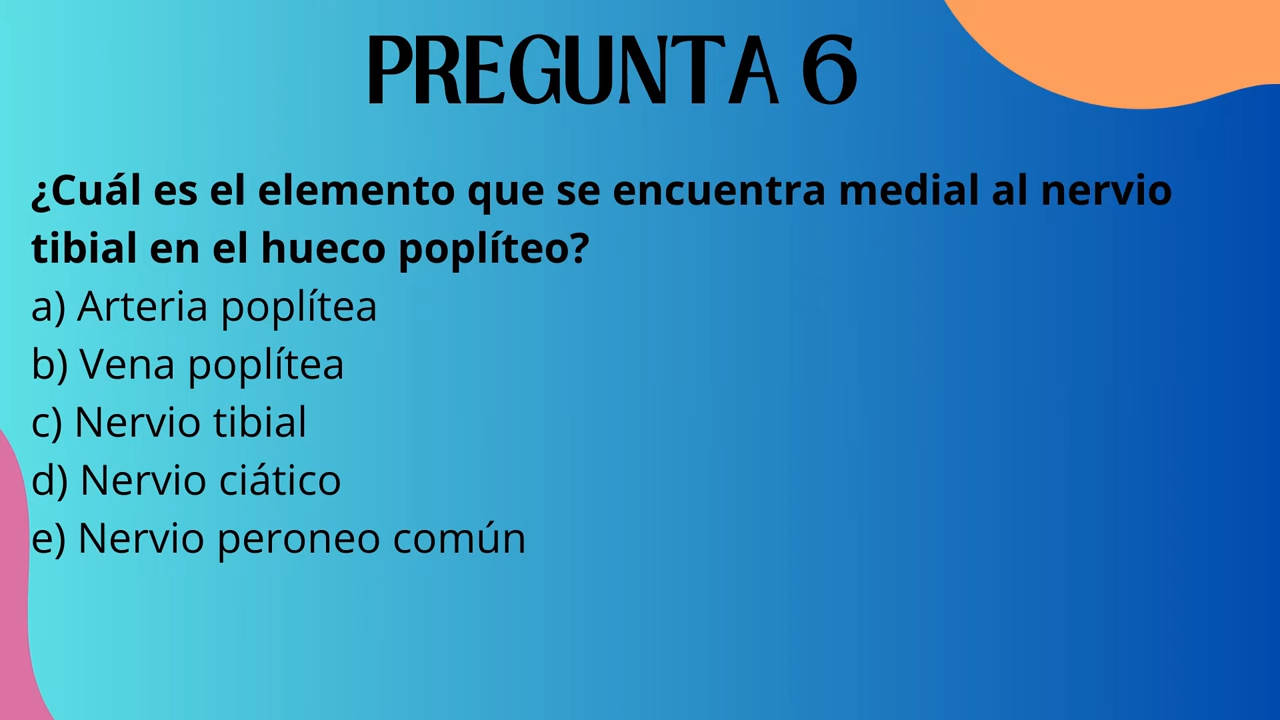 PREGUNTA 6
¿Cuál es el elemento que se encuentra medial al nervio
tibial en el hueco poplíteo?
a) Arteria poplítea
b) Vena poplítea
c) Nervio tibial
d) Nervio ciático
e) Nervio peroneo común